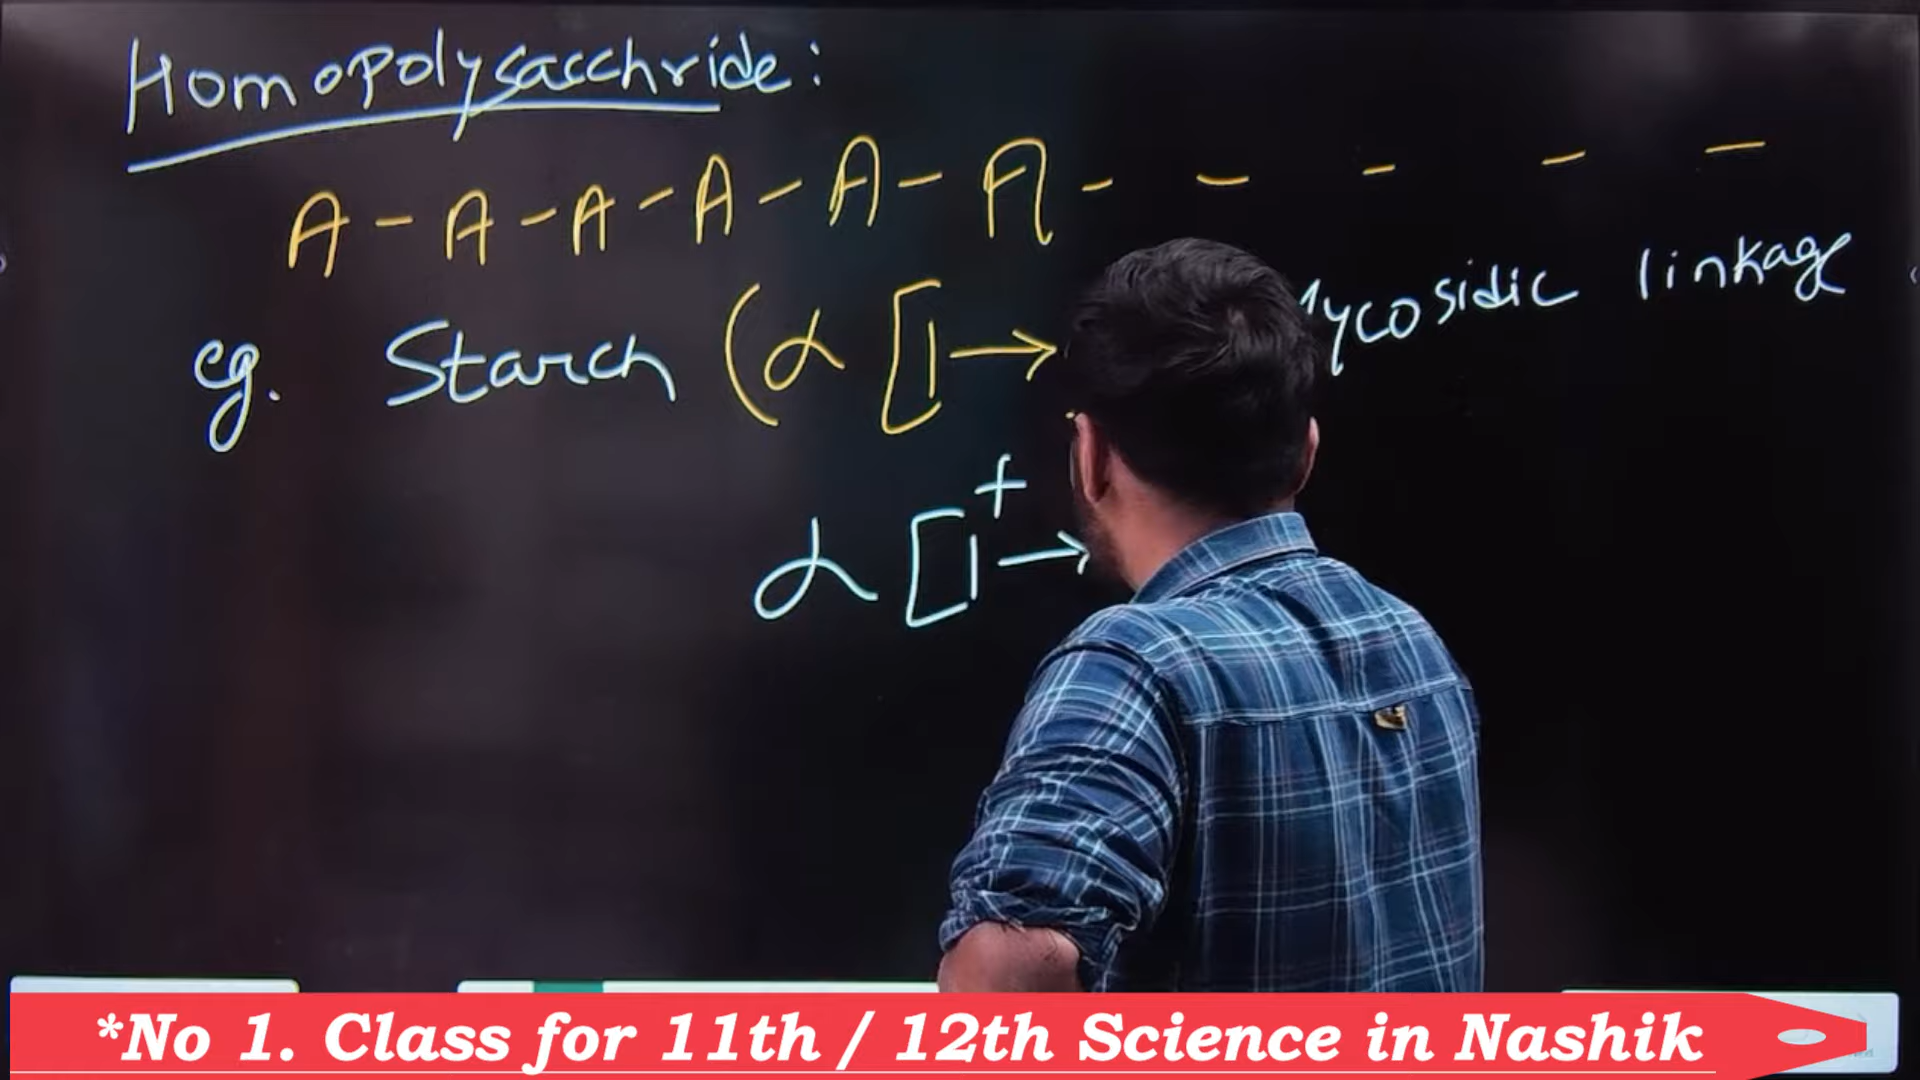 Homopolysacchride:
A - A - A - A - A - A - - - - -
eg. Starch (α [1→ lycosidic linkage
+
α [1→
*No 1. Class for 11th / 12th Science in Nashik